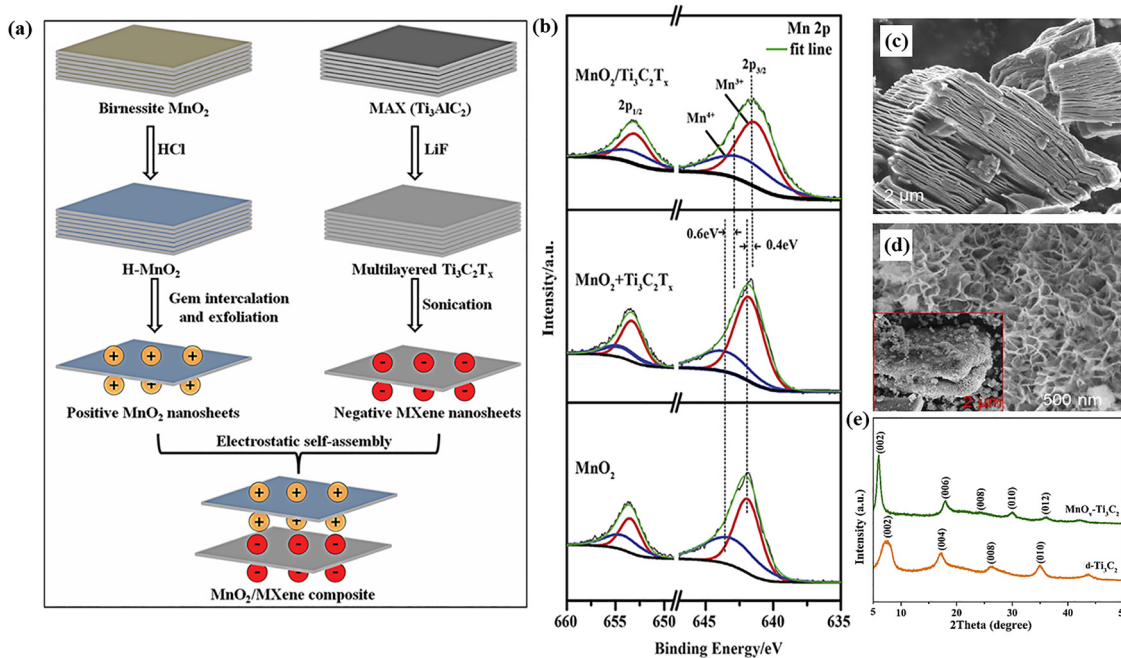 (a)
Birnessite MnO₂
MAX (Ti₃AlC₂)
HCl
LiF
H-MnO₂
Multilayered Ti₃C₂Tₓ
Gem intercalation
and exfoliation
Sonication
+ + +
+ +
- - -
- - -
Positive MnO₂ nanosheets
Negative MXene nanosheets
Electrostatic self-assembly
+ + +
+ + +
- - -
- - -
MnO₂/MXene composite
(b)
Mn 2p
fit line
MnO₂/Ti₃C₂Tₓ
2p₃/₂
Mn³⁺
2p₁/₂
Mn⁴⁺
0.6eV
0.4eV
MnO₂+Ti₃C₂Tₓ
MnO₂
Intensity/a.u.
660 655 650 645 640 635
Binding Energy/eV
(c)
2 μm
(d)
2 μm
500 nm
(e)
(002)
(006)
(008)
(010)
(012)
MnOₓ-Ti₃C₂
(002)
(004)
(008)
(010)
d-Ti₃C₂
Intensity (a.u.)
5 10 20 30 40
2Theta (degree)